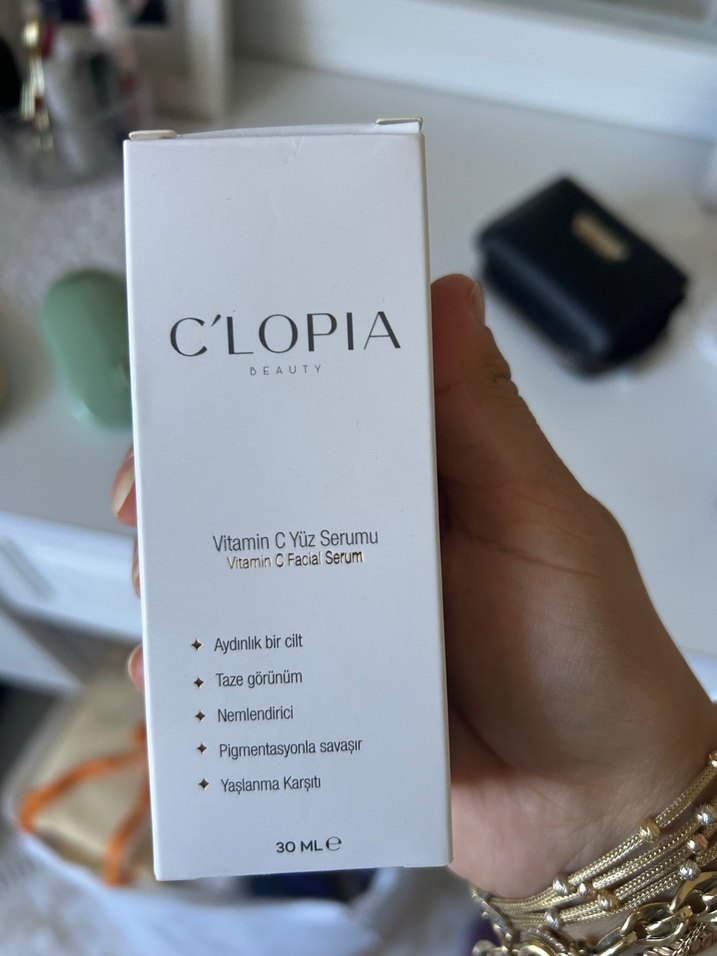 C'LOPIA
BEAUTY
Vitamin C Yüz Serumu
Vitamin C Facial Serum
Aydınlık bir cilt
Taze görünüm
Nemlendirici
Pigmentasyonla savaşır
Yaşlanma Karşıtı
30 ML ℮